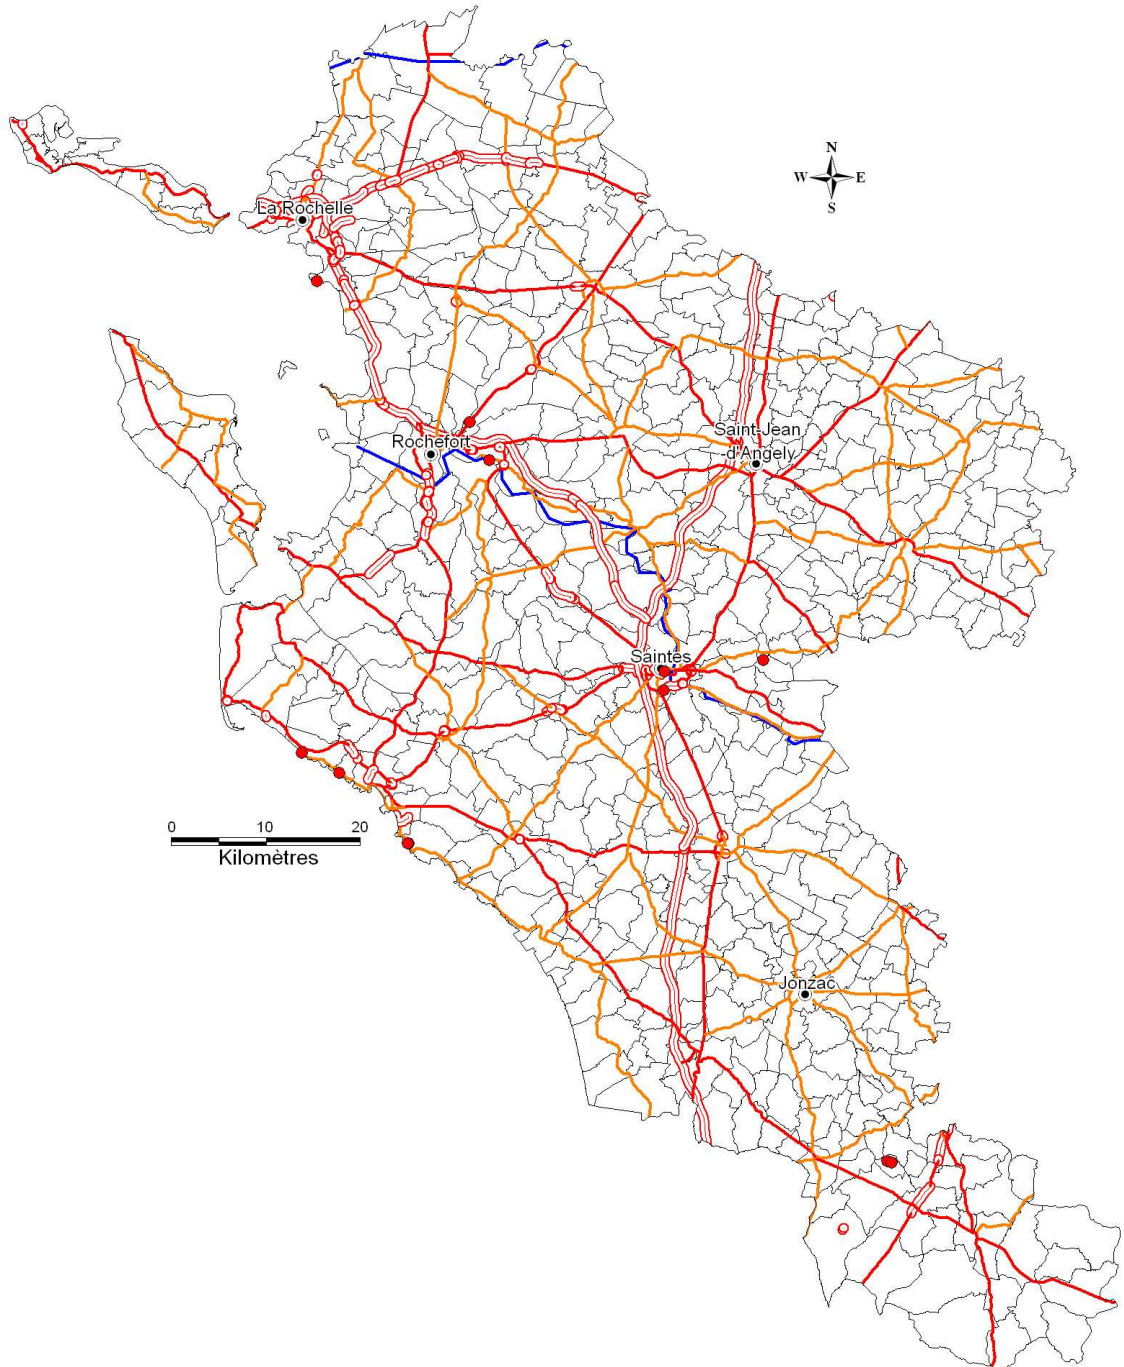 N
W E
S
La Rochelle
Saint-Jean
-d'Angely
Rochefort
Saintes
0 10 20
Kilomètres
Jonzac